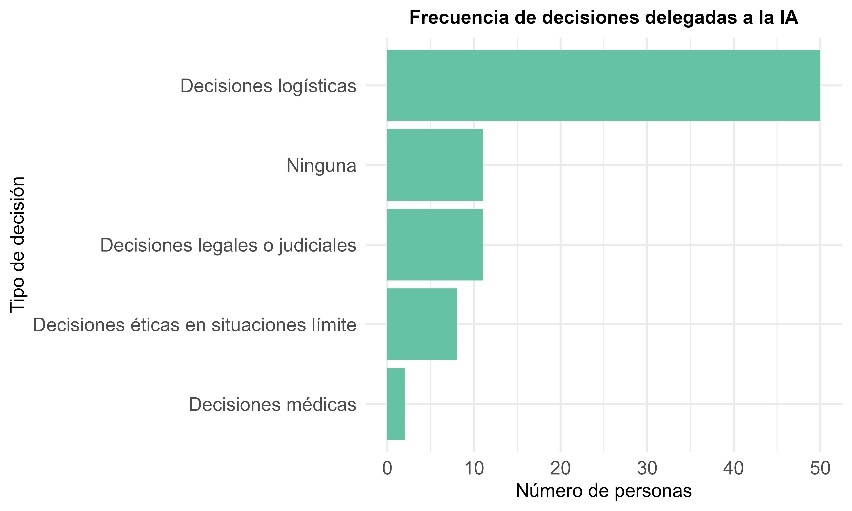 Frecuencia de decisiones delegadas a la IA
Tipo de decisión
Decisiones logísticas
Ninguna
Decisiones legales o judiciales
Decisiones éticas en situaciones límite
Decisiones médicas
0 10 20 30 40 50
Número de personas